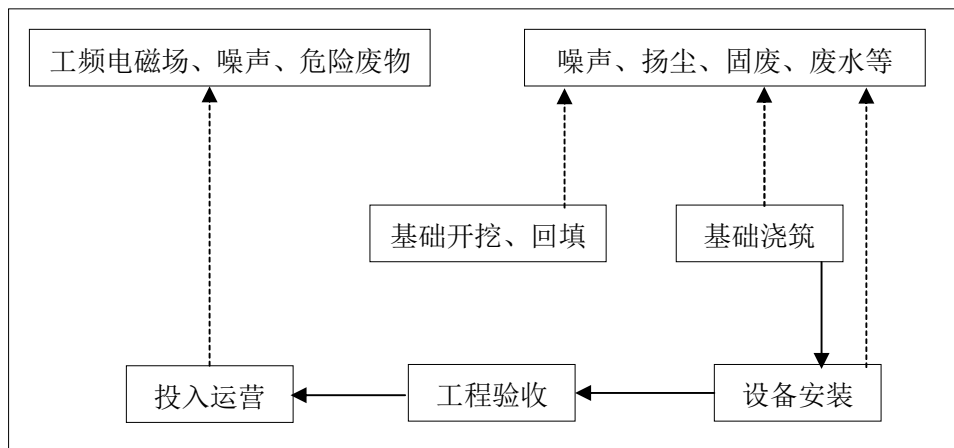 工频电磁场、噪声、危险废物
噪声、扬尘、固废、废水等
基础开挖、回填
基础浇筑
投入运营
工程验收
设备安装